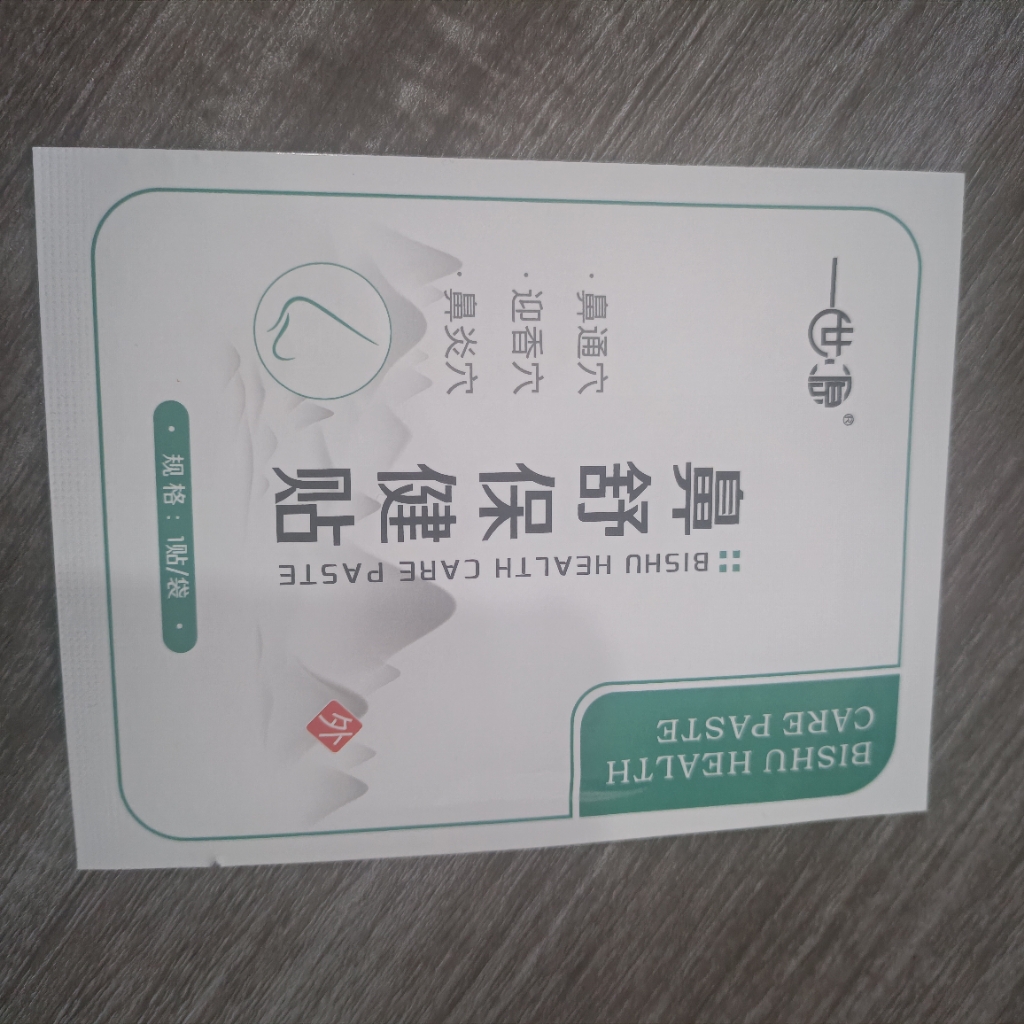 一世·源®
BISHU HEALTH
CARE PASTE
鼻舒保健贴
BISHU HEALTH CARE PASTE
·鼻通穴
·迎香穴
·鼻炎穴
外
·规格：1贴/袋·